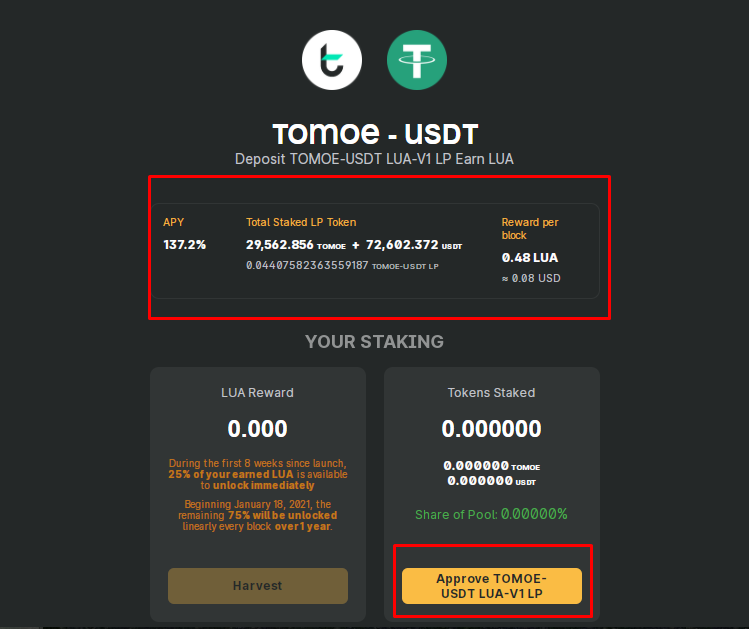 TOMOE - USDT
Deposit TOMOE-USDT LUA-V1 LP Earn LUA
APY
137.2%
Total Staked LP Token
29,562.856 TOMOE + 72,602.372 USDT
0.04407582363559187 TOMOE-USDT LP
Reward per
block
0.48 LUA
≈ 0.08 USD
YOUR STAKING
LUA Reward
0.000
During the first 8 weeks since launch,
25% of your earned LUA is available
to unlock immediately
Beginning January 18, 2021, the
remaining 75% will be unlocked
linearly every block over 1 year.
Harvest
Tokens Staked
0.000000
0.000000 TOMOE
0.000000 USDT
Share of Pool: 0.00000%
Approve TOMOE-
USDT LUA-V1 LP